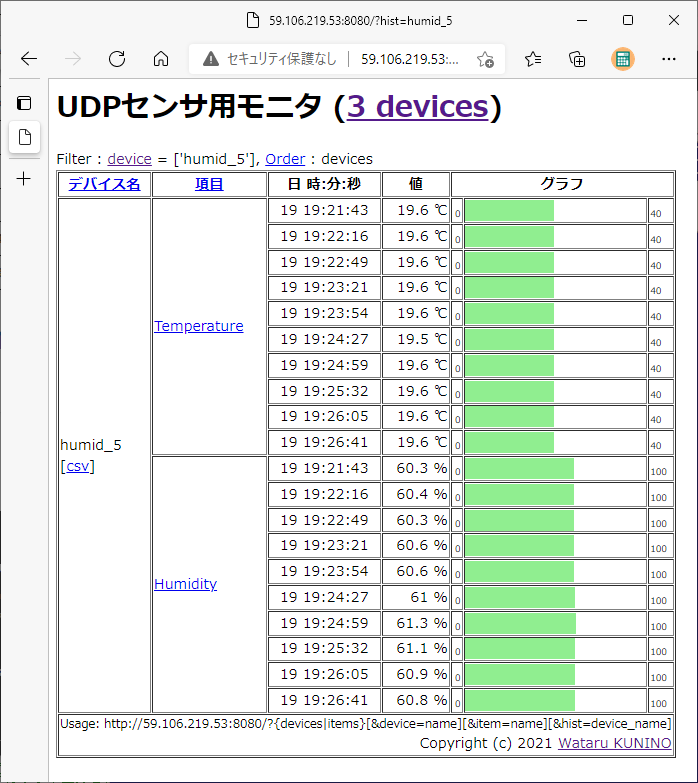 59.106.219.53:8080/?hist=humid_5
セキュリティ保護なし | 59.106.219.53:...
UDPセンサ用モニタ (3 devices)
Filter : device = ['humid_5'], Order : devices
デバイス名 項目 日 時:分:秒 値 グラフ
humid_5
[csv]
Temperature
19 19:21:43 19.6 ℃ 0 40
19 19:22:16 19.6 ℃ 0 40
19 19:22:49 19.6 ℃ 0 40
19 19:23:21 19.6 ℃ 0 40
19 19:23:54 19.6 ℃ 0 40
19 19:24:27 19.5 ℃ 0 40
19 19:24:59 19.6 ℃ 0 40
19 19:25:32 19.6 ℃ 0 40
19 19:26:05 19.6 ℃ 0 40
19 19:26:41 19.6 ℃ 0 40
Humidity
19 19:21:43 60.3 % 0 100
19 19:22:16 60.4 % 0 100
19 19:22:49 60.3 % 0 100
19 19:23:21 60.6 % 0 100
19 19:23:54 60.6 % 0 100
19 19:24:27 61 % 0 100
19 19:24:59 61.3 % 0 100
19 19:25:32 61.1 % 0 100
19 19:26:05 60.9 % 0 100
19 19:26:41 60.8 % 0 100
Usage: http://59.106.219.53:8080/?{devices|items}[&device=name][&item=name][&hist=device_name]
Copyright (c) 2021 Wataru KUNINO